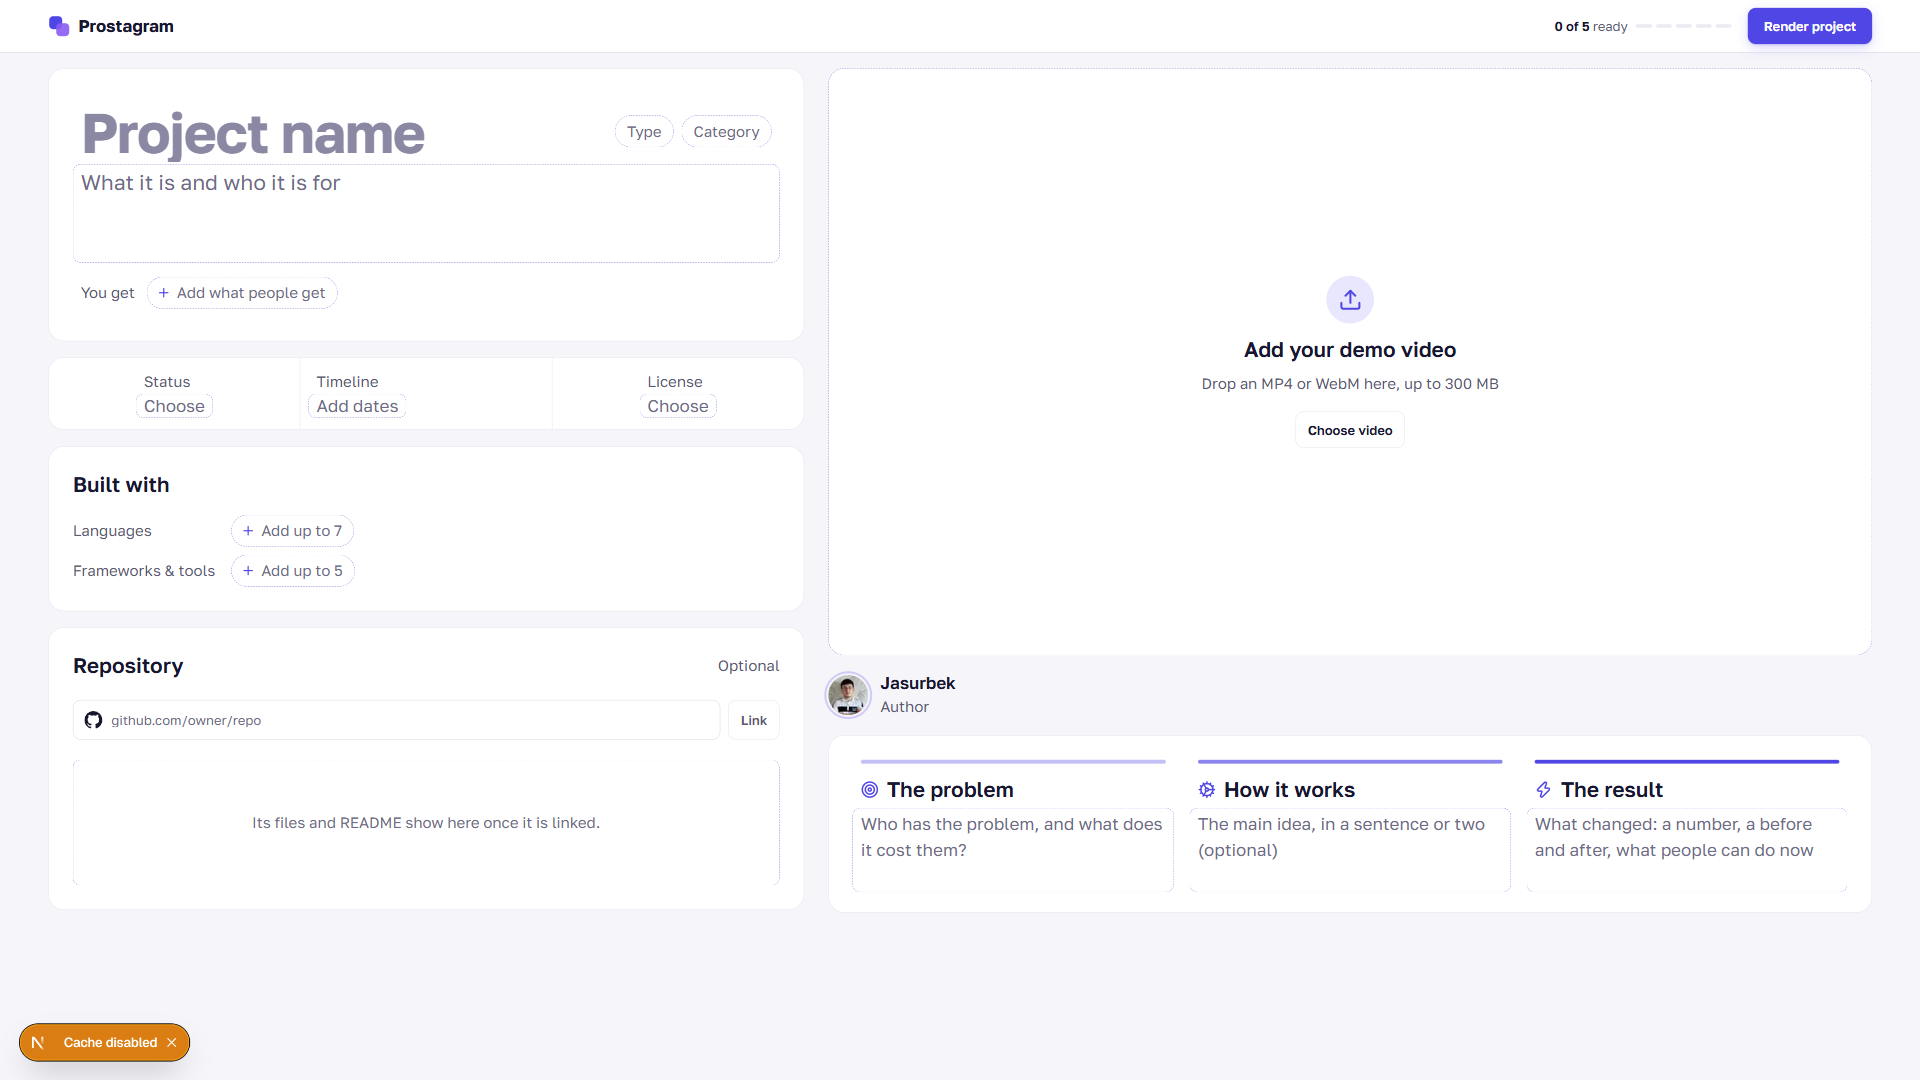 Prostagram
0 of 5 ready
Render project
Project name
Type
Category
What it is and who it is for
You get
+ Add what people get
Status
Choose
Timeline
Add dates
License
Choose
Built with
Languages
+ Add up to 7
Frameworks & tools
+ Add up to 5
Repository
Optional
github.com/owner/repo
Link
Its files and README show here once it is linked.
Add your demo video
Drop an MP4 or WebM here, up to 300 MB
Choose video
Jasurbek
Author
The problem
Who has the problem, and what does
it cost them?
How it works
The main idea, in a sentence or two
(optional)
The result
What changed: a number, a before
and after, what people can do now
N
Cache disabled